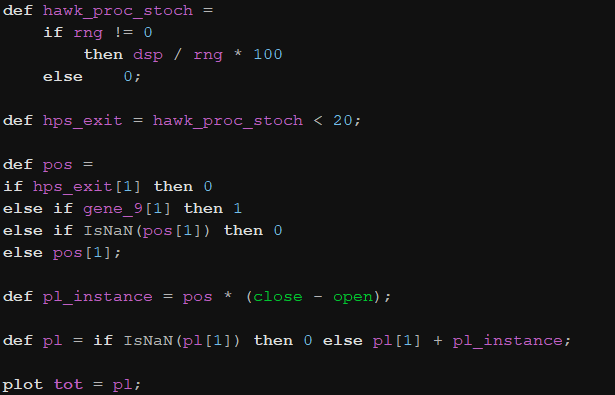 def hawk_proc_stoch =
    if rng != 0
        then dsp / rng * 100
    else    0;

def hps_exit = hawk_proc_stoch < 20;

def pos =
if hps_exit[1] then 0
else if gene_9[1] then 1
else if IsNaN(pos[1]) then 0
else pos[1];

def pl_instance = pos * (close - open);

def pl = if IsNaN(pl[1]) then 0 else pl[1] + pl_instance;

plot tot = pl;